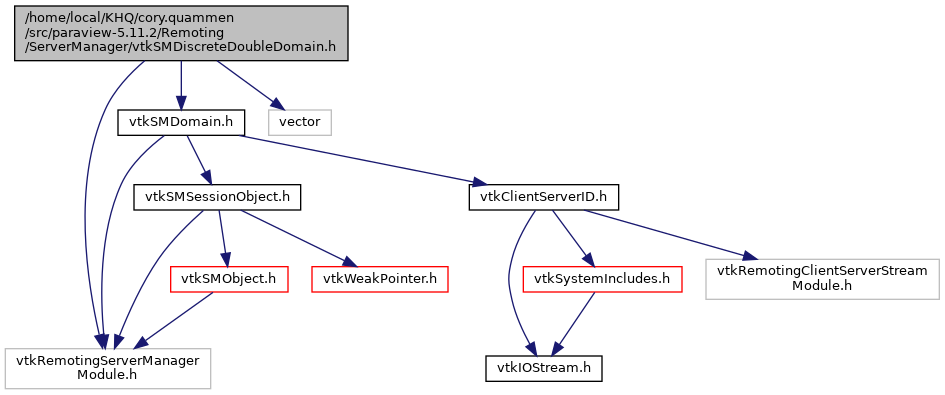 /home/local/KHQ/cory.quammen
/src/paraview-5.11.2/Remoting
/ServerManager/vtkSMDiscreteDoubleDomain.h
vtkSMDomain.h
vector
vtkSMSessionObject.h
vtkClientServerID.h
vtkSMObject.h
vtkWeakPointer.h
vtkSystemIncludes.h
vtkRemotingClientServerStream
Module.h
vtkRemotingServerManager
Module.h
vtkIOStream.h